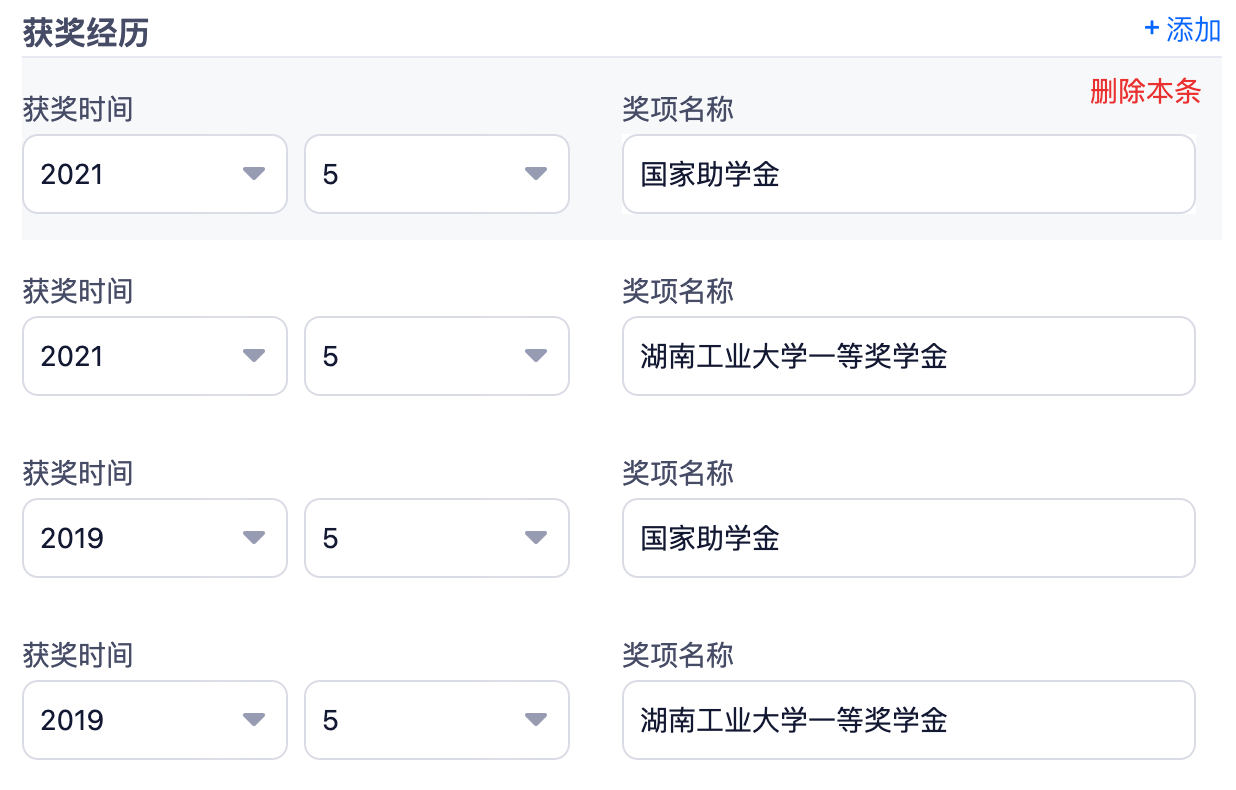 获奖经历 + 添加
删除本条
获奖时间 奖项名称
2021 5 国家助学金
获奖时间 奖项名称
2021 5 湖南工业大学一等奖学金
获奖时间 奖项名称
2019 5 国家助学金
获奖时间 奖项名称
2019 5 湖南工业大学一等奖学金